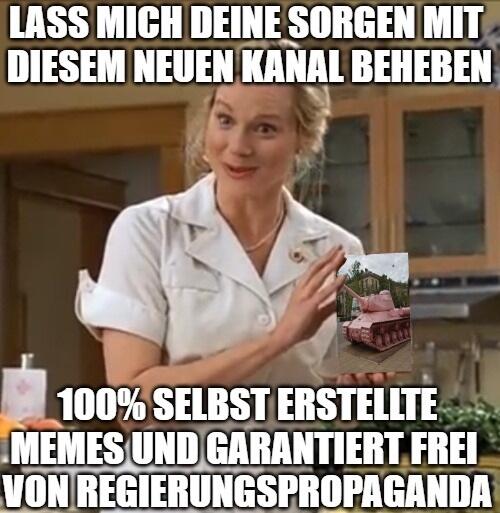 LASS MICH DEINE SORGEN MIT
DIESEM NEUEN KANAL BEHEBEN
100% SELBST ERSTELLTE
MEMES UND GARANTIERT FREI
VON REGIERUNGSPROPAGANDA